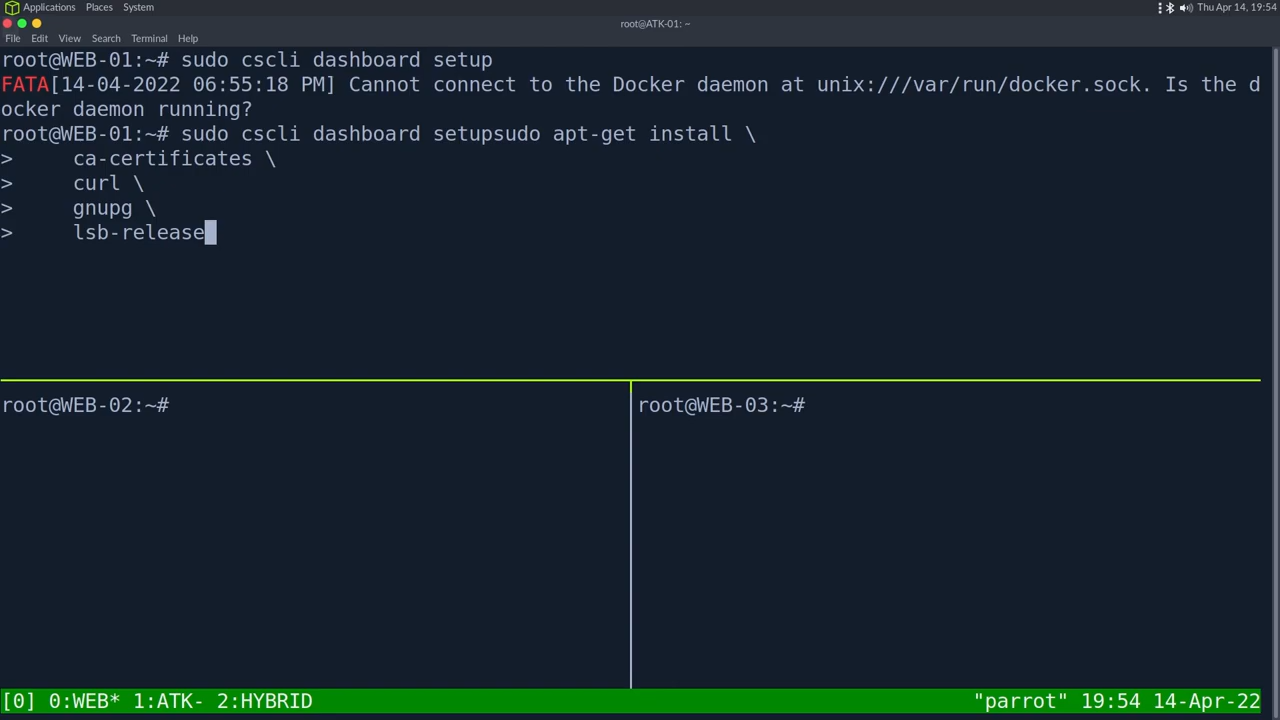 Applications Places System Thu Apr 14, 19:54
root@ATK-01: ~
File Edit View Search Terminal Help
root@WEB-01:~# sudo cscli dashboard setup
FATA[14-04-2022 06:55:18 PM] Cannot connect to the Docker daemon at unix:///var/run/docker.sock. Is the d
ocker daemon running?
root@WEB-01:~# sudo cscli dashboard setupsudo apt-get install \
> ca-certificates \
> curl \
> gnupg \
> lsb-release
root@WEB-02:~#
root@WEB-03:~#
[0] 0:WEB* 1:ATK- 2:HYBRID "parrot" 19:54 14-Apr-22